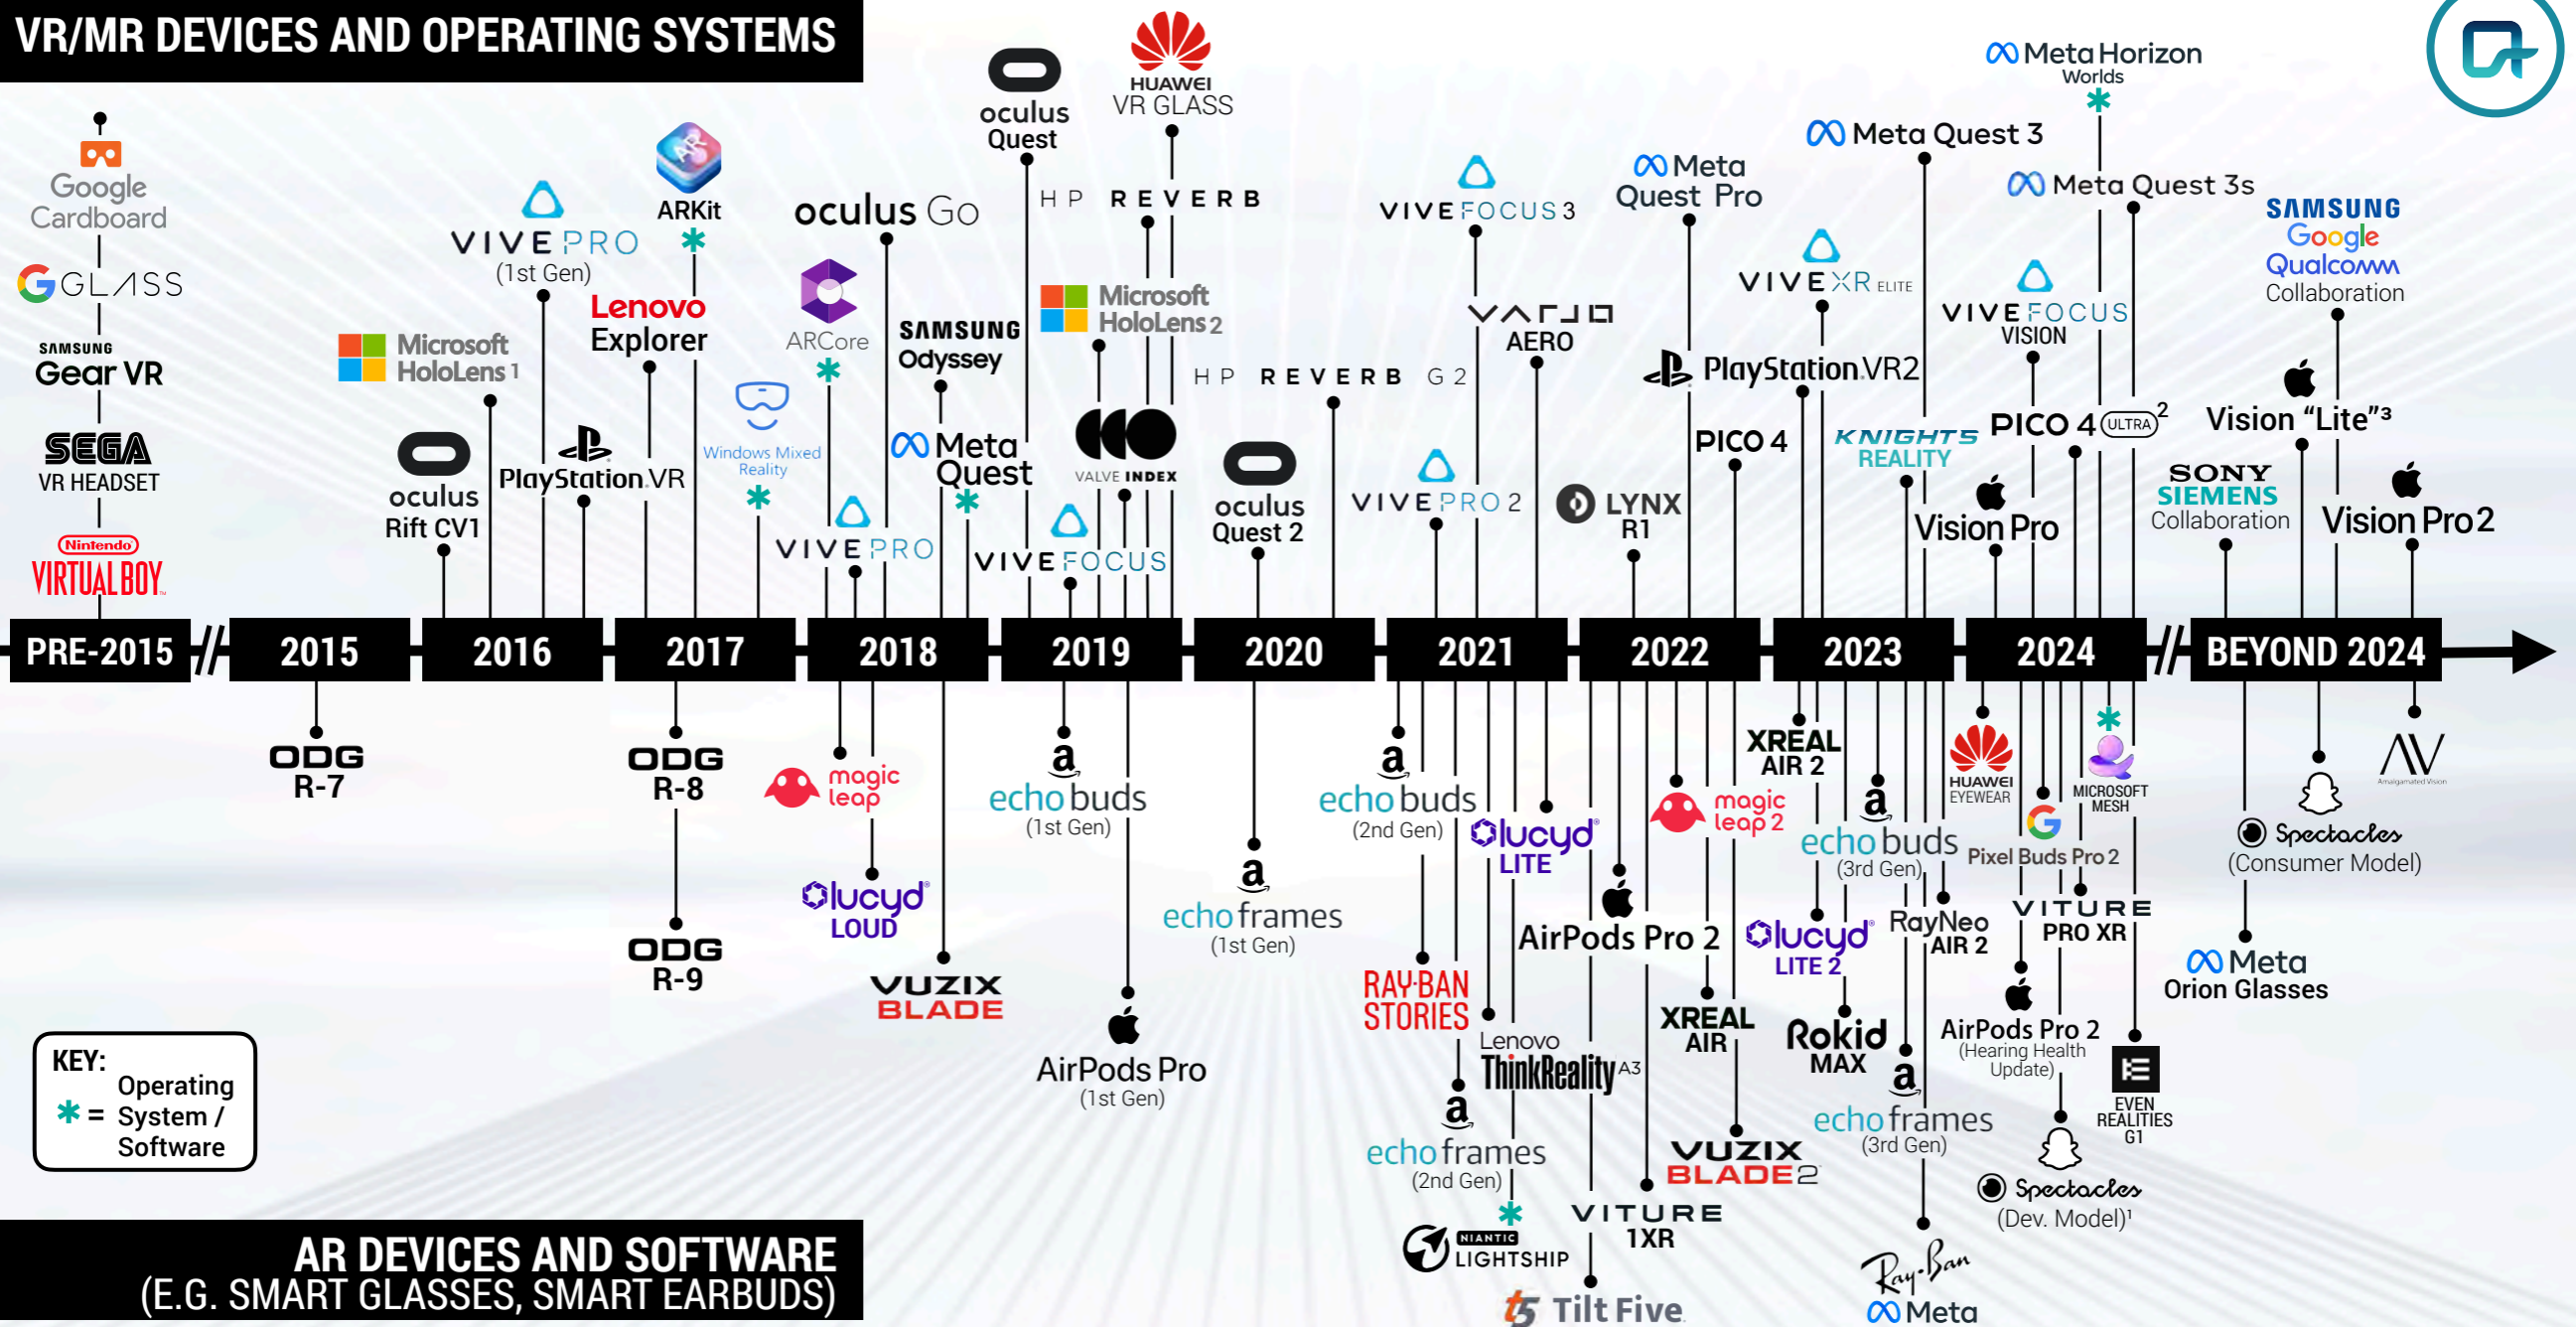 VR/MR DEVICES AND OPERATING SYSTEMS
Google
Cardboard
GLASS
SAMSUNG
Gear VR
SEGA
VR HEADSET
Nintendo
VIRTUAL BOY
Microsoft
HoloLens 1
oculus
Rift CV1
VIVE PRO
(1st Gen)
PlayStation.VR
Lenovo
Explorer
AR
ARKit
*
Windows Mixed
Reality
*
ARCore
*
VIVE PRO
oculus Go
SAMSUNG
Odyssey
Meta
Quest
*
oculus
Quest
VIVE FOCUS
Microsoft
HoloLens 2
VALVE INDEX
HP REVERB
HUAWEI
VR GLASS
oculus
Quest 2
HP REVERB G2
VIVE PRO 2
VIVE FOCUS 3
VARJO
AERO
LYNX
R1
Meta
Quest Pro
PICO 4
PlayStation.VR2
VIVE XR ELITE
KNIGHTS
REALITY
Meta Quest 3
Vision Pro
VIVE FOCUS
VISION
PICO 4 ULTRA 2
Meta Horizon
Worlds
*
Meta Quest 3s
SONY
SIEMENS
Collaboration
Vision “Lite”³
SAMSUNG
Google
Qualcomm
Collaboration
Vision Pro 2
PRE-2015 // 2015 2016 2017 2018 2019 2020 2021 2022 2023 2024 // BEYOND 2024
ODG
R-7
ODG
R-8
ODG
R-9
magic
leap
lucyd®
LOUD
VUZIX
BLADE
a
echo buds
(1st Gen)
AirPods Pro
(1st Gen)
a
echo frames
(1st Gen)
a
echo buds
(2nd Gen)
RAY-BAN
STORIES
a
echo frames
(2nd Gen)
Lenovo
ThinkReality A3
*
NIANTIC
LIGHTSHIP
lucyd®
LITE
t5 Tilt Five
AirPods Pro 2
VITURE
1XR
magic
leap 2
XREAL
AIR
VUZIX
BLADE 2
XREAL
AIR 2
lucyd®
LITE 2
Rokid
MAX
a
echo buds
(3rd Gen)
a
echo frames
(3rd Gen)
Ray-Ban
Meta
RayNeo
AIR 2
HUAWEI
EYEWEAR
AirPods Pro 2
(Hearing Health
Update)
Pixel Buds Pro 2
Spectacles
(Dev. Model)¹
VITURE
PRO XR
*
MICROSOFT
MESH
EVEN
REALITIES
G1
Meta
Orion Glasses
Spectacles
(Consumer Model)
AV
Amalgamated Vision
KEY:
* = Operating
System /
Software
AR DEVICES AND SOFTWARE
(E.G. SMART GLASSES, SMART EARBUDS)